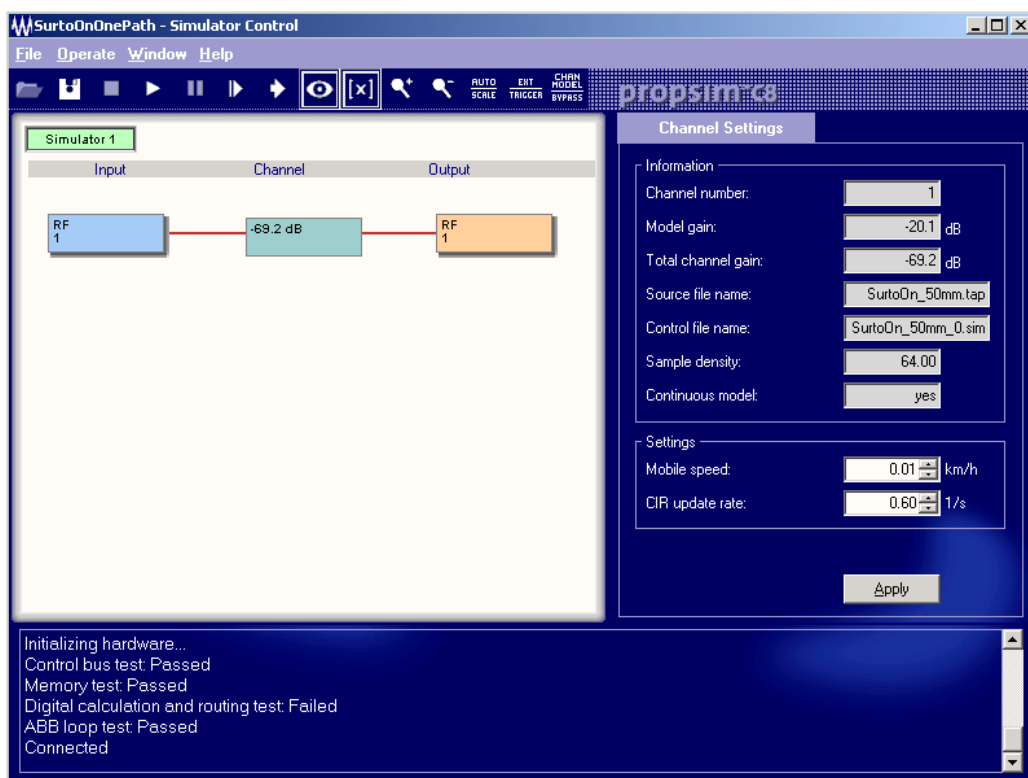 SurtoOnOnePath - Simulator Control
File Operate Window Help
[x] AUTO SCALE EXT TRIGGER CHAN MODEL BYPASS
propsim™ C8
Simulator 1
Input Channel Output
RF
1
-69.2 dB
RF
1
Channel Settings
Information
Channel number: 1
Model gain: -20.1 dB
Total channel gain: -69.2 dB
Source file name: SurtoOn_50mm.tap
Control file name: SurtoOn_50mm_0.sim
Sample density: 64.00
Continuous model: yes
Settings
Mobile speed: 0.01 km/h
CIR update rate: 0.60 1/s
Apply
Initializing hardware...
Control bus test: Passed
Memory test: Passed
Digital calculation and routing test: Failed
ABB loop test: Passed
Connected